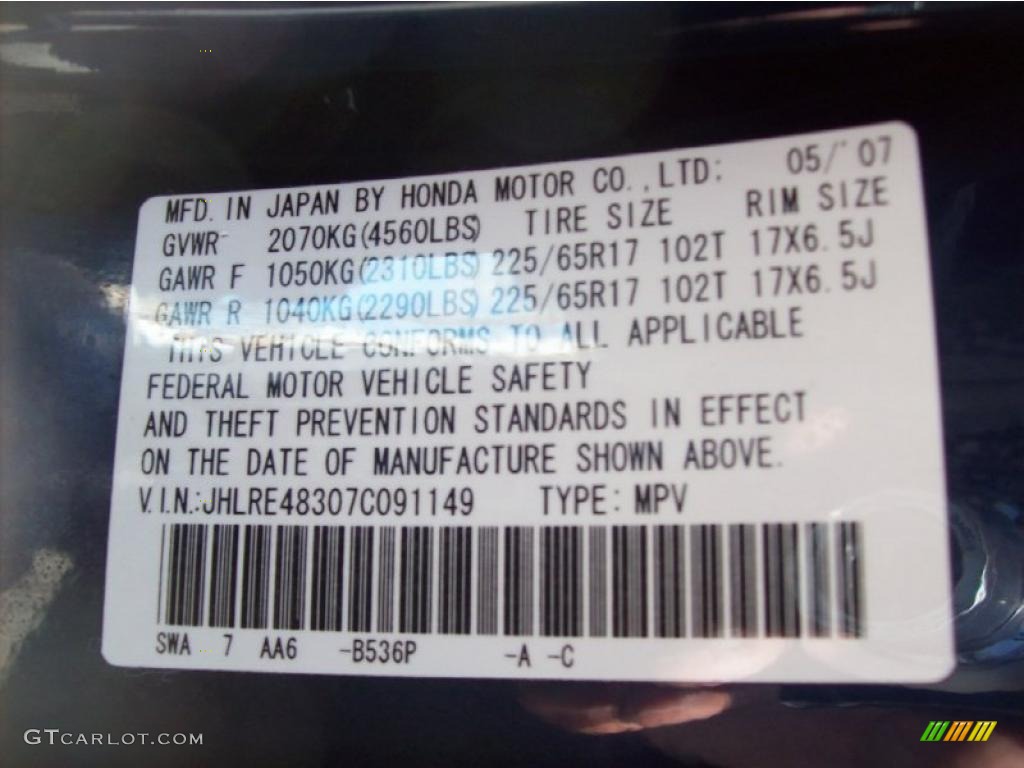 MFD. IN JAPAN BY HONDA MOTOR CO.,LTD: 05/'07
GVWR 2070KG(4560LBS) TIRE SIZE RIM SIZE
GAWR F 1050KG(2310LBS) 225/65R17 102T 17X6.5J
GAWR R 1040KG(2290LBS) 225/65R17 102T 17X6.5J
THIS VEHICLE CONFORMS TO ALL APPLICABLE
FEDERAL MOTOR VEHICLE SAFETY
AND THEFT PREVENTION STANDARDS IN EFFECT
ON THE DATE OF MANUFACTURE SHOWN ABOVE.
V.I.N.:JHLRE48307C091149 TYPE: MPV
SWA 7 AA6 -B536P -A -C
GTCARLOT.COM